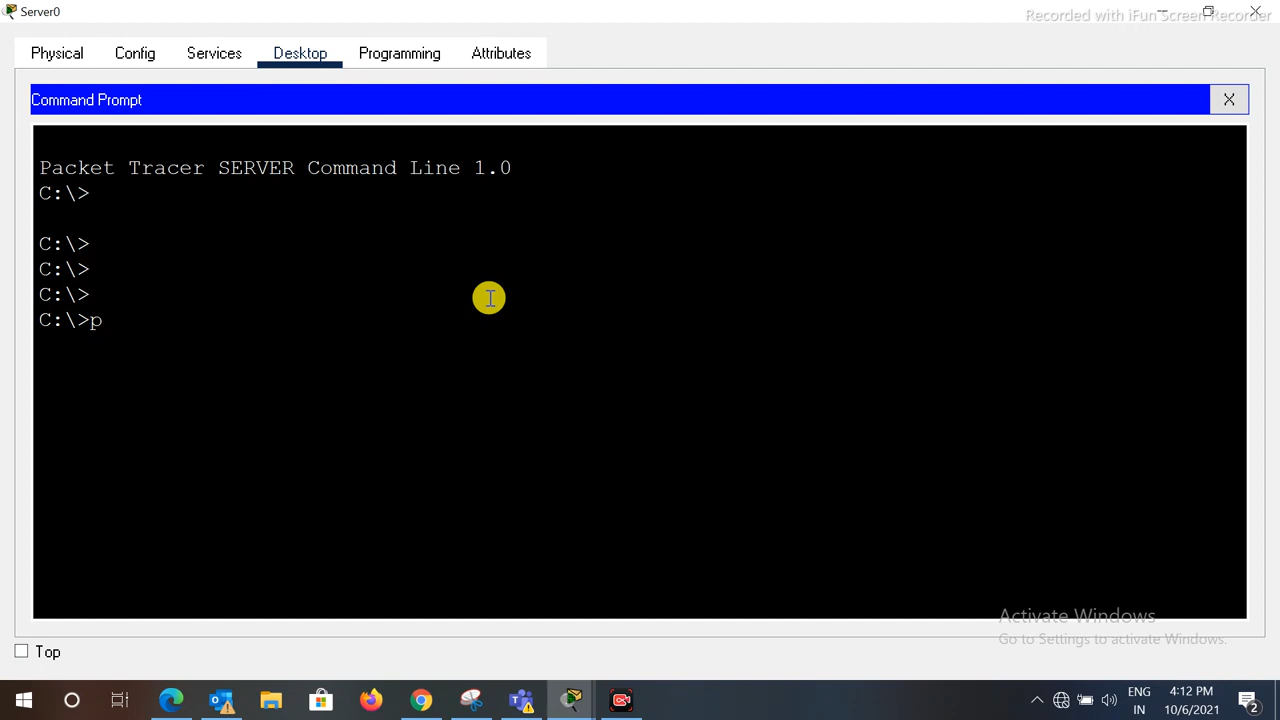 Server0
Recorded with iFun Screen Recorder
Physical Config Services Desktop Programming Attributes
Command Prompt X
Packet Tracer SERVER Command Line 1.0
C:\>
C:\>
C:\>
C:\>
C:\>p
Activate Windows
Go to Settings to activate Windows.
Top
ENG 4:12 PM
IN 10/6/2021 2